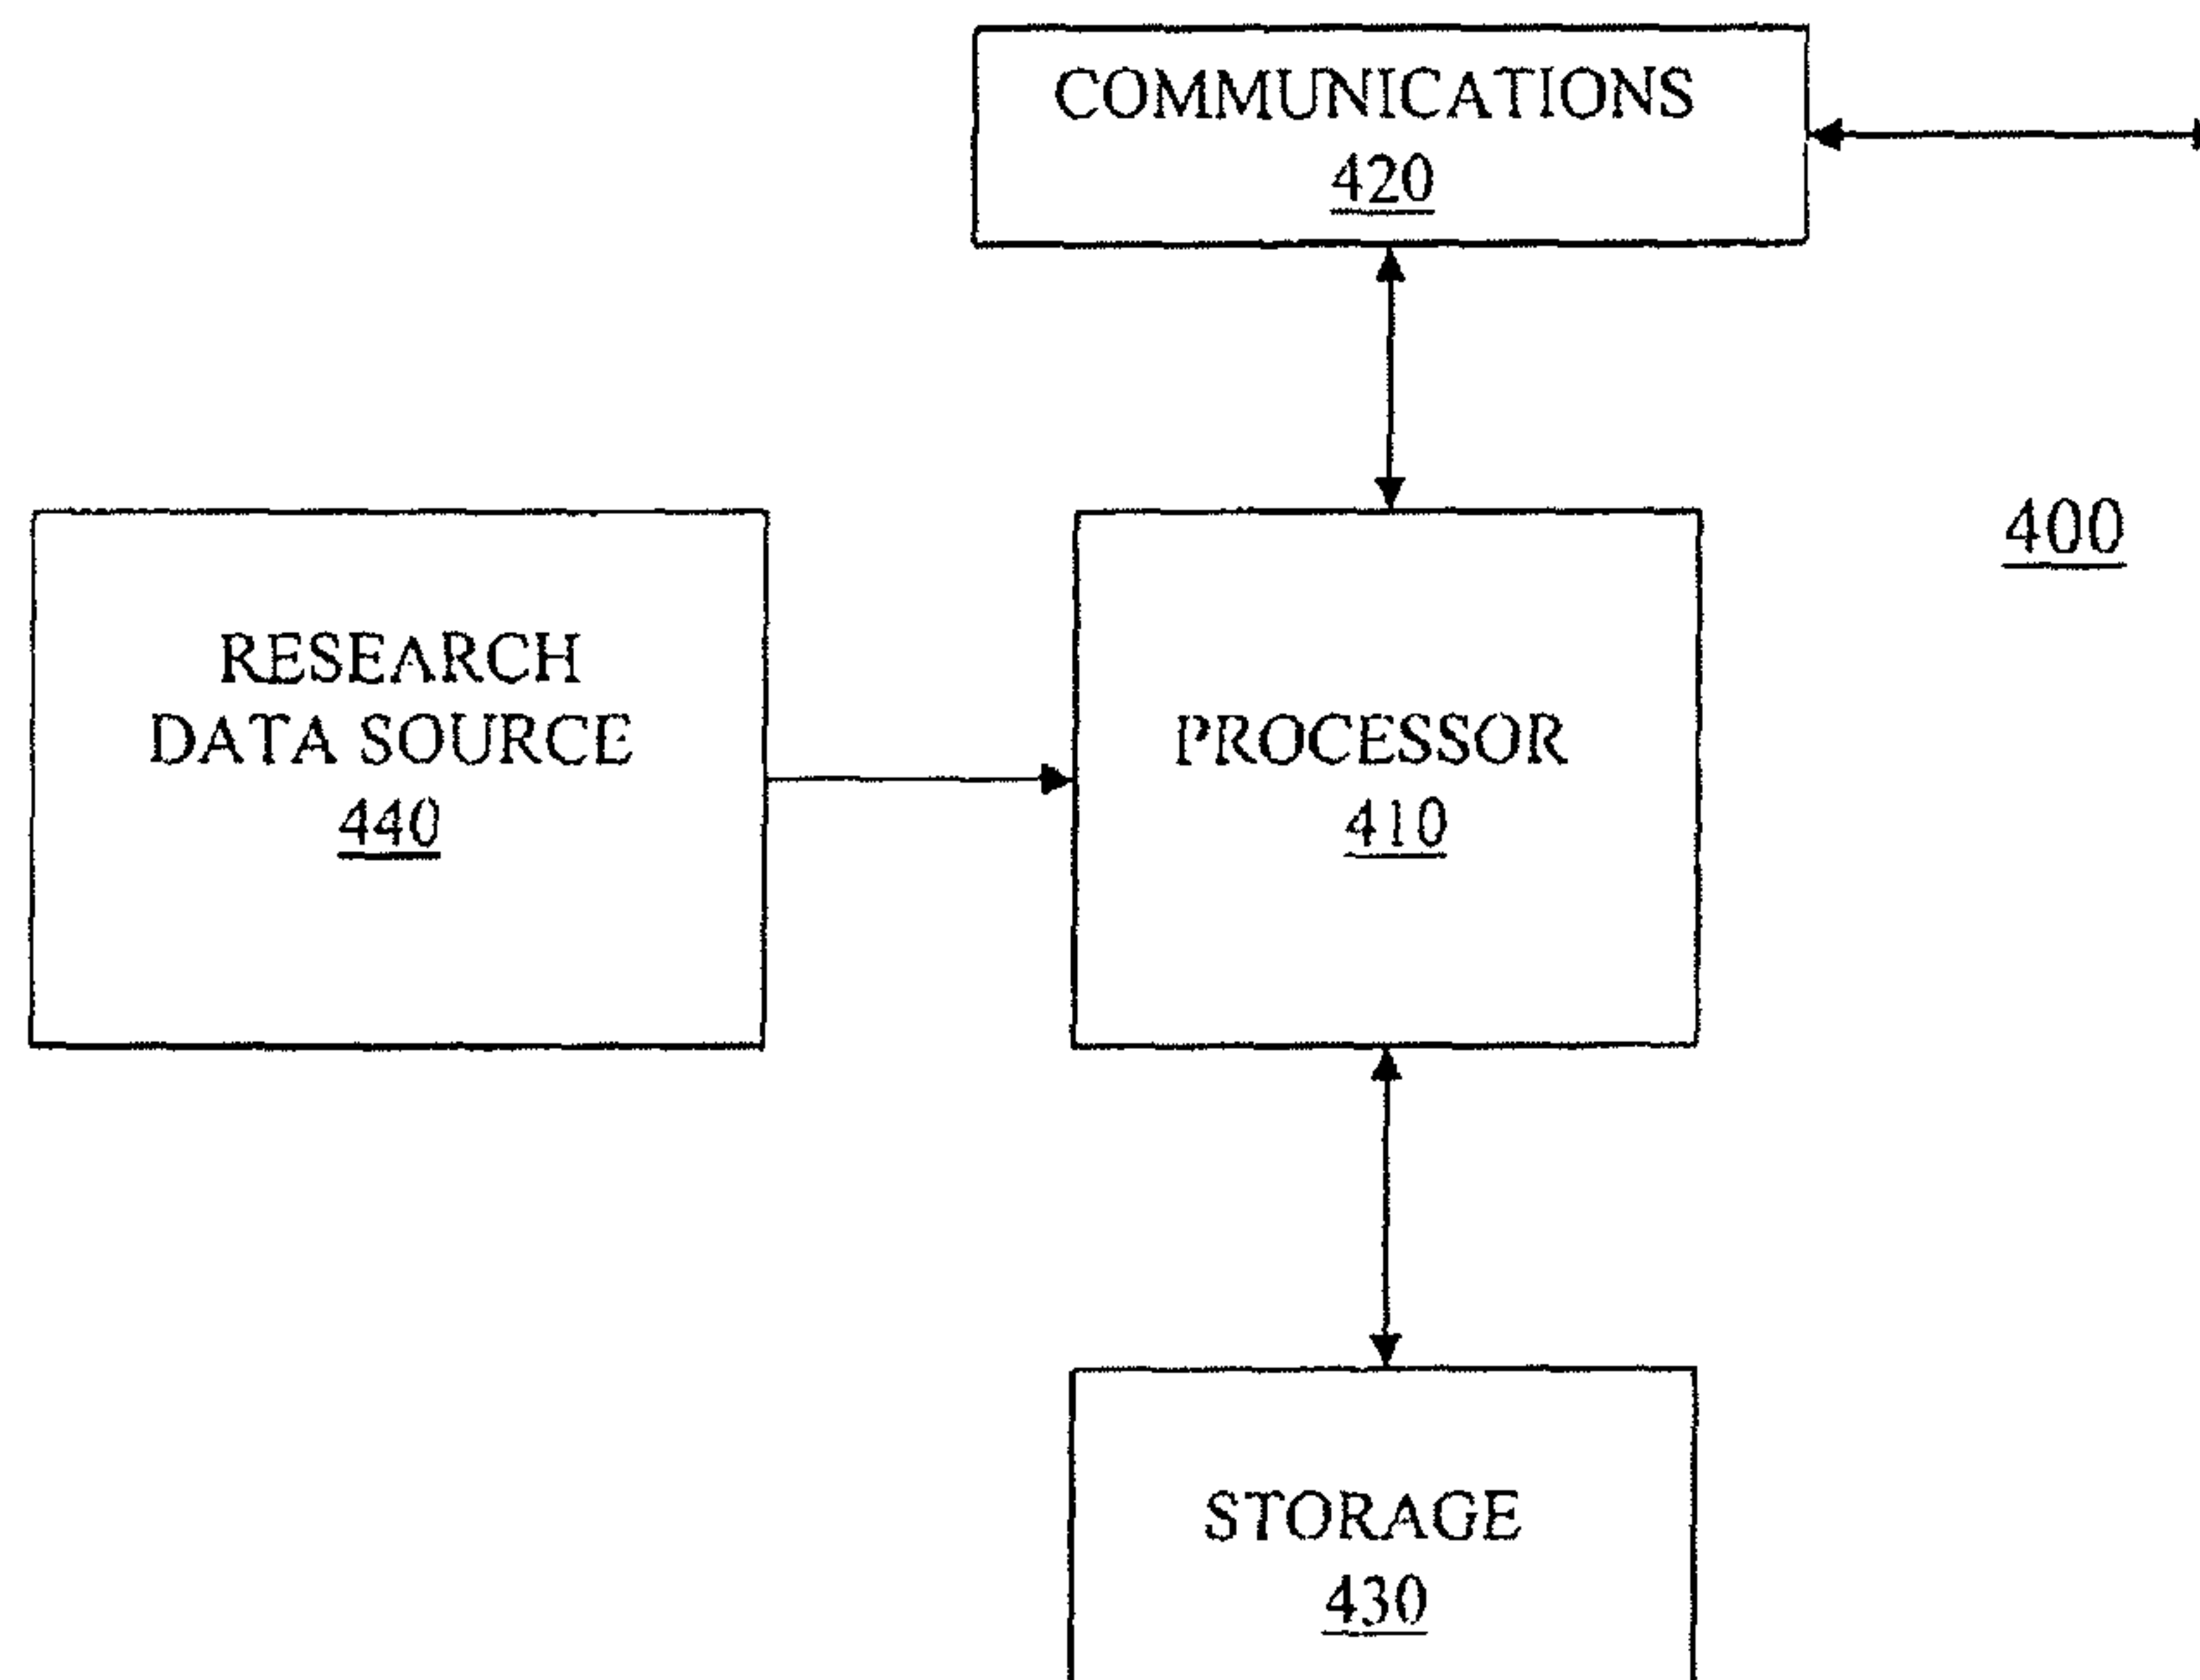 COMMUNICATIONS
420
400
RESEARCH
DATA SOURCE
440
PROCESSOR
410
STORAGE
430